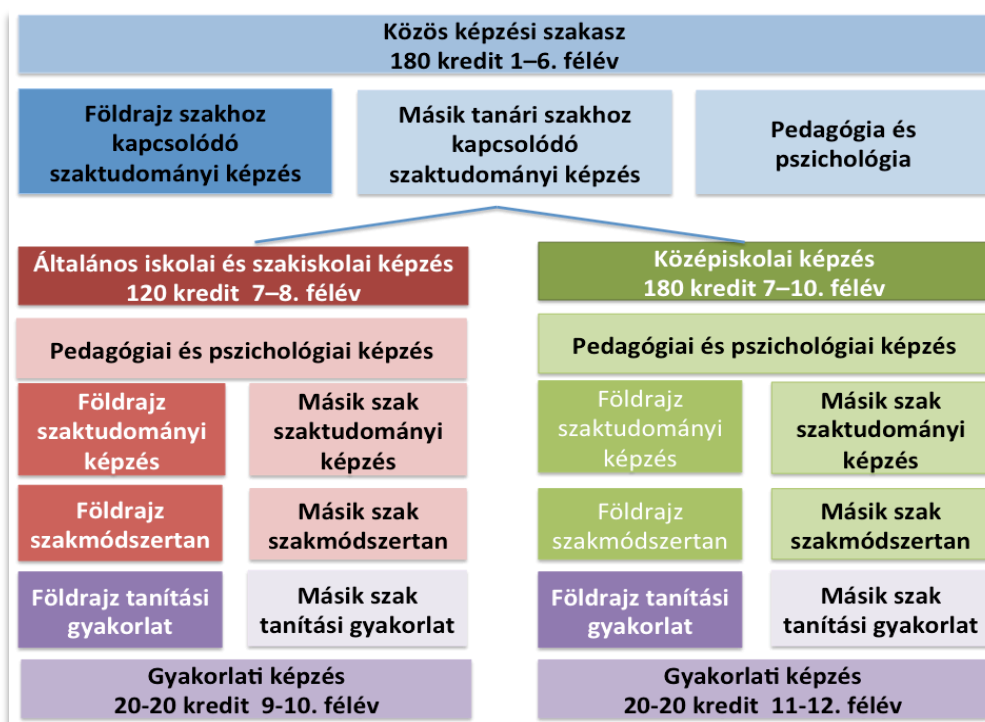 Közös képzési szakasz
180 kredit 1–6. félév
Földrajz szakhoz
kapcsolódó
szaktudományi képzés
Másik tanári szakhoz
kapcsolódó
szaktudományi képzés
Pedagógia és
pszichológia
Általános iskolai és szakiskolai képzés
120 kredit 7–8. félév
Pedagógiai és pszichológiai képzés
Földrajz
szaktudományi
képzés
Másik szak
szaktudományi
képzés
Földrajz
szakmódszertan
Másik szak
szakmódszertan
Földrajz tanítási
gyakorlat
Másik szak
tanítási gyakorlat
Gyakorlati képzés
20-20 kredit 9-10. félév
Középiskolai képzés
180 kredit 7–10. félév
Pedagógiai és pszichológiai képzés
Földrajz
szaktudományi
képzés
Másik szak
szaktudományi
képzés
Földrajz
szakmódszertan
Másik szak
szakmódszertan
Földrajz tanítási
gyakorlat
Másik szak
tanítási gyakorlat
Gyakorlati képzés
20-20 kredit 11-12. félév